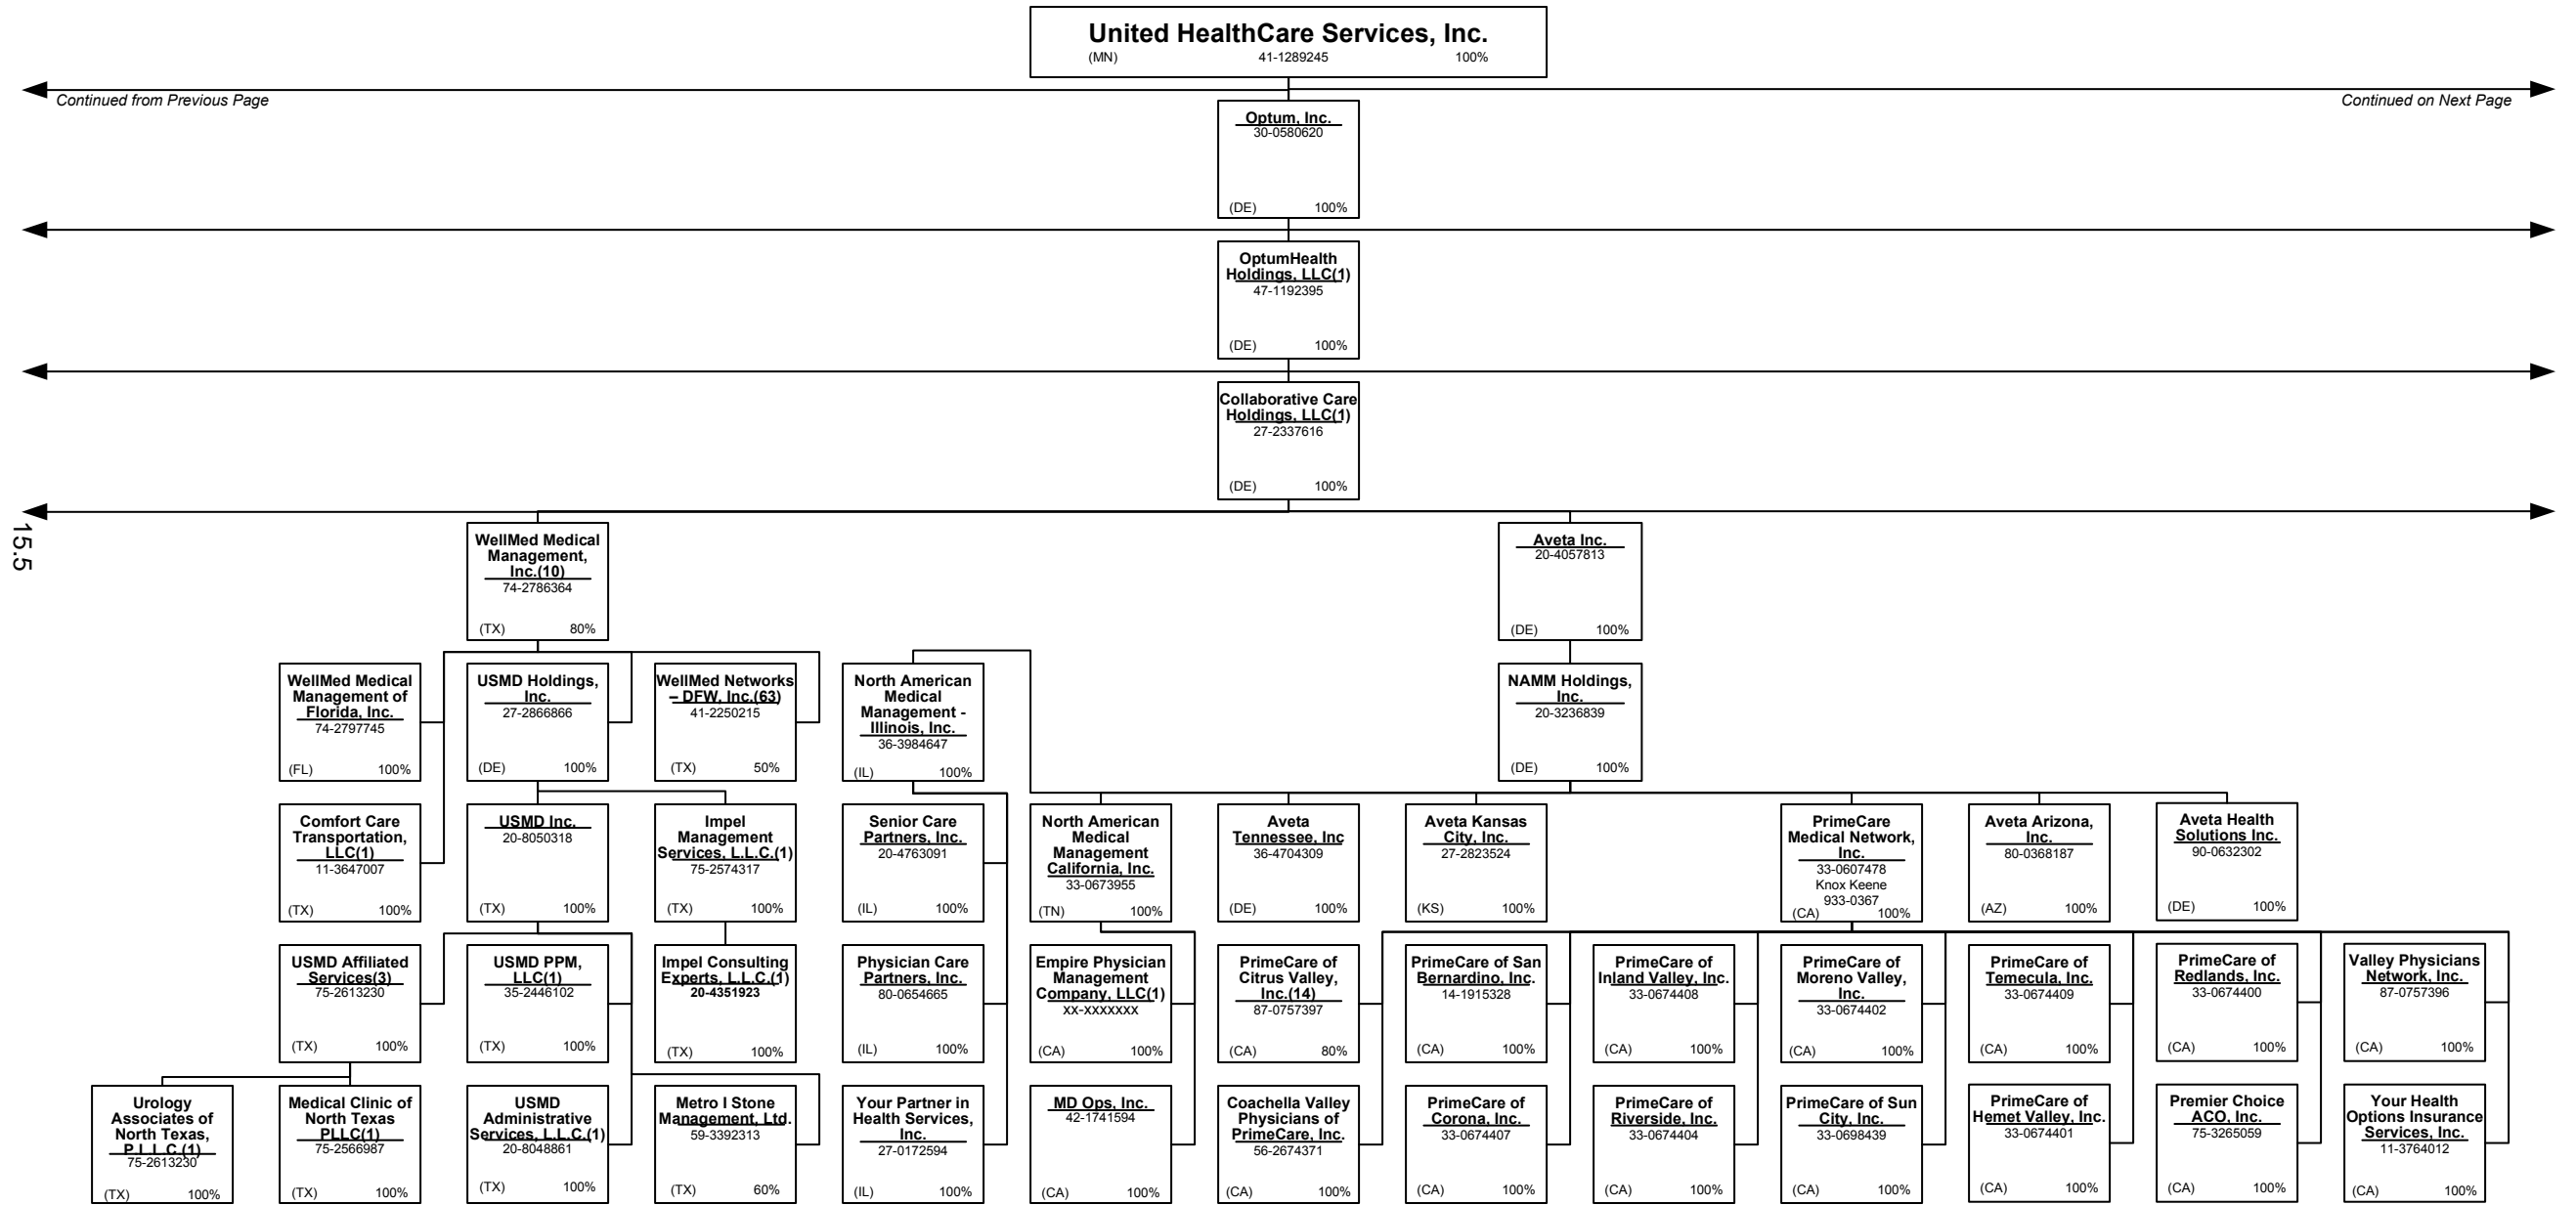 United HealthCare Services, Inc.
(MN) 41-1289245 100%
Continued from Previous Page
Continued on Next Page
Optum, Inc.
30-0580620
(DE) 100%
OptumHealth
Holdings, LLC(1)
47-1192395
(DE) 100%
Collaborative Care
Holdings, LLC(1)
27-2337616
(DE) 100%
15.5
WellMed Medical
Management,
Inc.(10)
74-2786364
(TX) 80%
Aveta Inc.
20-4057813
(DE) 100%
WellMed Medical
Management of
Florida, Inc.
74-2797745
(FL) 100%
USMD Holdings,
Inc.
27-2866866
(DE) 100%
WellMed Networks
– DFW, Inc.(63)
41-2250215
(TX) 50%
North American
Medical
Management -
Illinois, Inc.
36-3984647
(IL) 100%
NAMM Holdings,
Inc.
20-3236839
(DE) 100%
Comfort Care
Transportation,
LLC(1)
11-3647007
(TX) 100%
USMD Inc.
20-8050318
(TX) 100%
Impel
Management
Services, L.L.C.(1)
75-2574317
(TX) 100%
Senior Care
Partners, Inc.
20-4763091
(IL) 100%
North American
Medical
Management
California, Inc.
33-0673955
(TN) 100%
Aveta
Tennessee, Inc
36-4704309
(DE) 100%
Aveta Kansas
City, Inc.
27-2823524
(KS) 100%
PrimeCare
Medical Network,
Inc.
33-0607478
Knox Keene
933-0367
(CA) 100%
Aveta Arizona,
Inc.
80-0368187
(AZ) 100%
Aveta Health
Solutions Inc.
90-0632302
(DE) 100%
USMD Affiliated
Services(3)
75-2613230
(TX) 100%
USMD PPM,
LLC(1)
35-2446102
(TX) 100%
Impel Consulting
Experts, L.L.C.(1)
20-4351923
(TX) 100%
Physician Care
Partners, Inc.
80-0654665
(IL) 100%
Empire Physician
Management
Company, LLC(1)
xx-xxxxxxx
(CA) 100%
PrimeCare of
Citrus Valley,
Inc.(14)
87-0757397
(CA) 80%
PrimeCare of San
Bernardino, Inc.
14-1915328
(CA) 100%
PrimeCare of
Inland Valley, Inc.
33-0674408
(CA) 100%
PrimeCare of
Moreno Valley,
Inc.
33-0674402
(CA) 100%
PrimeCare of
Temecula, Inc.
33-0674409
(CA) 100%
PrimeCare of
Redlands, Inc.
33-0674400
(CA) 100%
Valley Physicians
Network, Inc.
87-0757396
(CA) 100%
Urology
Associates of
North Texas,
P.L.L.C.(1)
75-2613230
(TX) 100%
Medical Clinic of
North Texas
PLLC(1)
75-2566987
(TX) 100%
USMD
Administrative
Services, L.L.C.(1)
20-8048861
(TX) 100%
Metro I Stone
Management, Ltd.
59-3392313
(TX) 60%
Your Partner in
Health Services,
Inc.
27-0172594
(IL) 100%
MD Ops, Inc.
42-1741594
(CA) 100%
Coachella Valley
Physicians of
PrimeCare, Inc.
56-2674371
(CA) 100%
PrimeCare of
Corona, Inc.
33-0674407
(CA) 100%
PrimeCare of
Riverside, Inc.
33-0674404
(CA) 100%
PrimeCare of Sun
City, Inc.
33-0698439
(CA) 100%
PrimeCare of
Hemet Valley, Inc.
33-0674401
(CA) 100%
Premier Choice
ACO, Inc.
75-3265059
(CA) 100%
Your Health
Options Insurance
Services, Inc.
11-3764012
(CA) 100%